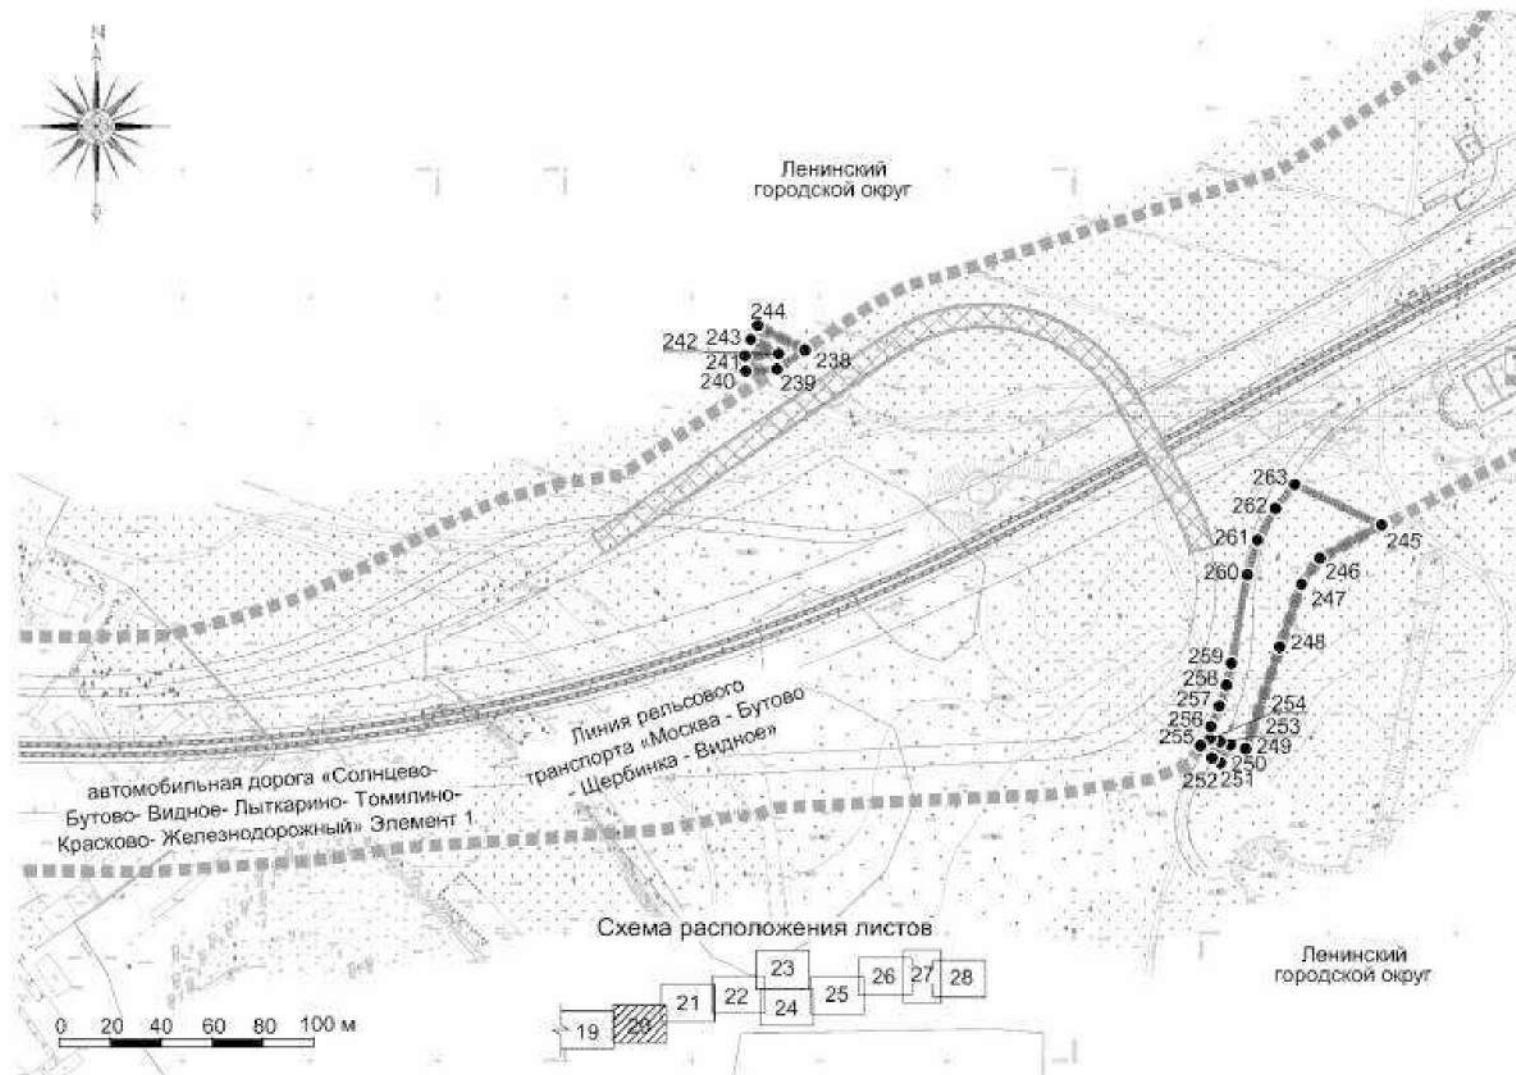 N
Ленинский
городской округ
244
243
242
241
240
238
239
263
262
261
260
245
246
247
248
259
258
257
256
255
254
253
249
250
251
252
Линия рельсового
транспорта «Москва - Бутово
- Щербинка - Видное»
автомобильная дорога «Солнцево-
Бутово- Видное- Лыткарино- Томилино-
Красково- Железнодорожный» Элемент 1
Схема расположения листов
19
20
21
22
23
24
25
26
27
28
Ленинский
городской округ
0 20 40 60 80 100 м